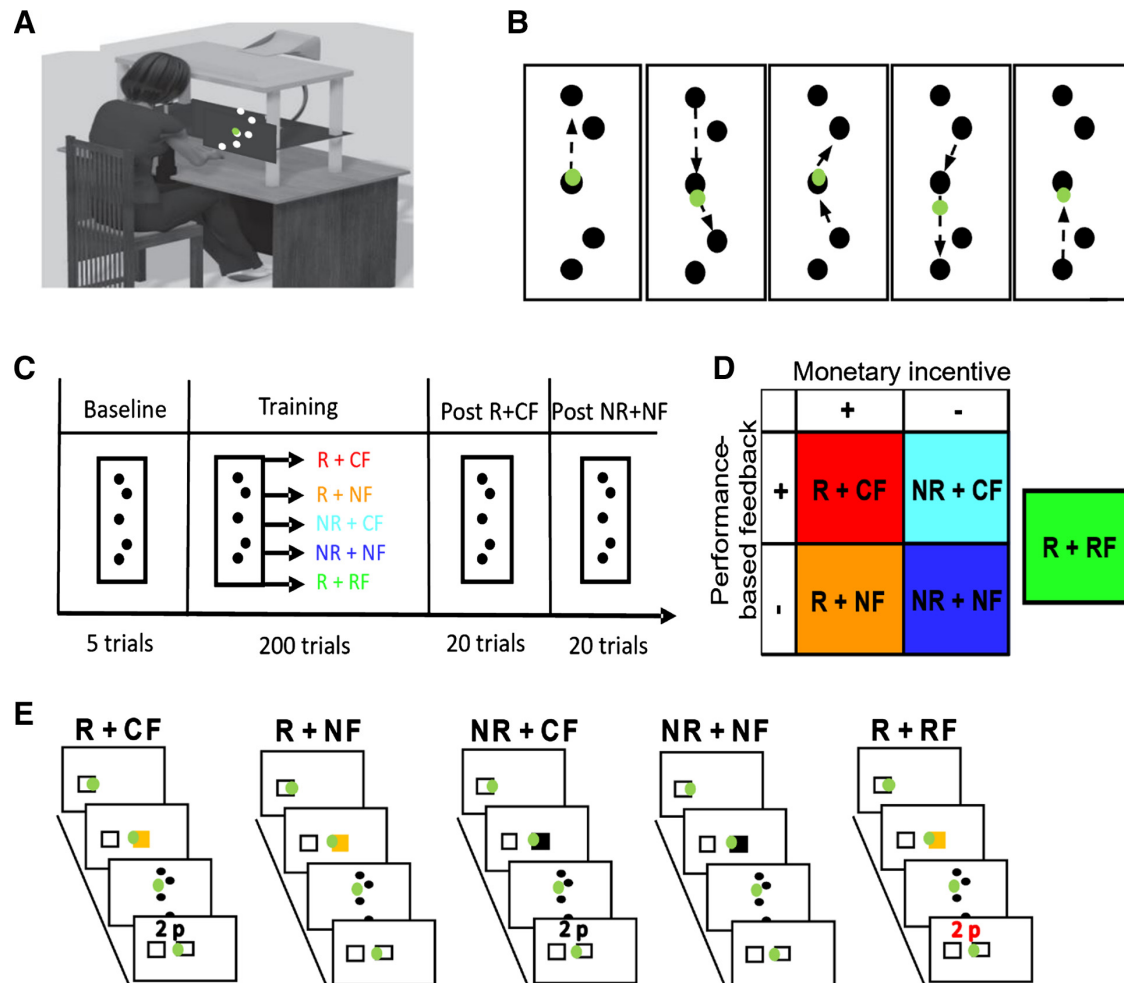 A
B
C
Baseline
Training
Post R+CF
Post NR+NF
R + CF
R + NF
NR + CF
NR + NF
R + RF
5 trials
200 trials
20 trials
20 trials
D
Monetary incentive
+
-
Performance-
based feedback
+
R + CF
NR + CF
-
R + NF
NR + NF
R + RF
E
R + CF
R + NF
NR + CF
NR + NF
R + RF
2 p
2 p
2 p